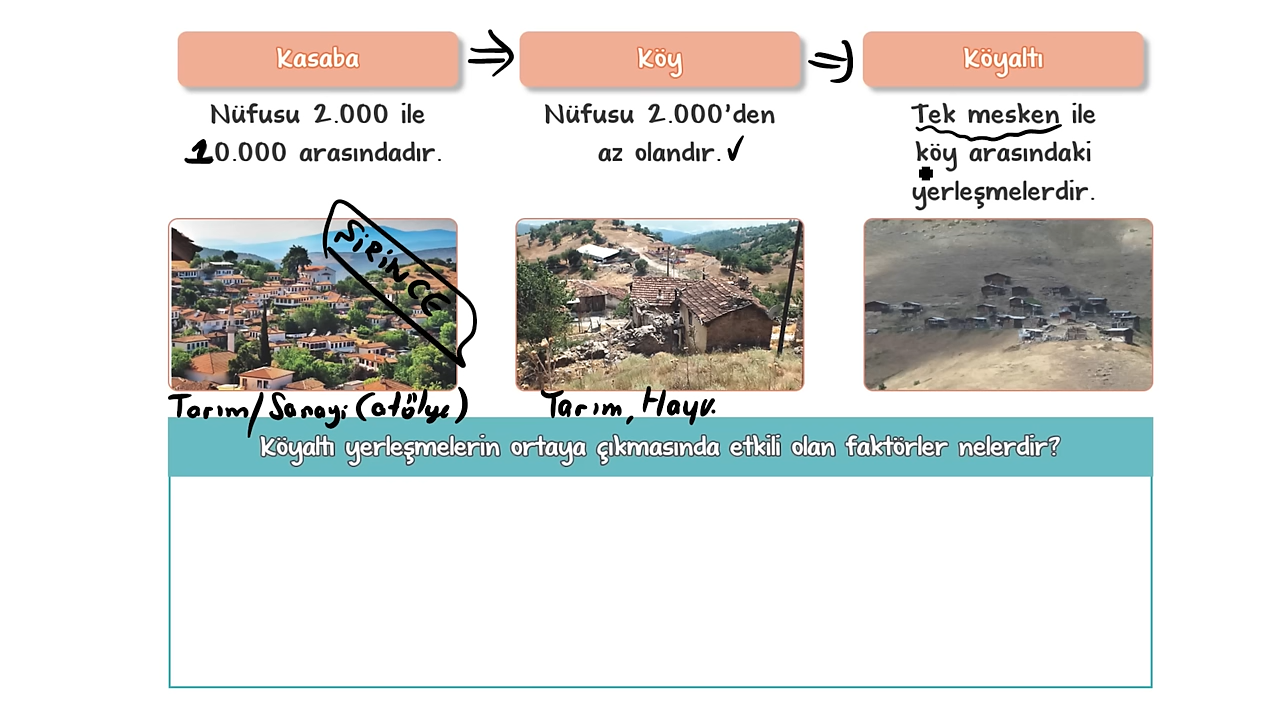 Kasaba
⇒
Köy
⇒
Köyaltı
Nüfusu 2.000 ile
10.000 arasındadır.
Nüfusu 2.000'den
az olandır. ✓
Tek mesken ile
köy arasındaki
yerleşmelerdir.
ŞİRİNCE
Tarım/Sanayi (atölye)
Tarım, Hayv.
Köyaltı yerleşmelerin ortaya çıkmasında etkili olan faktörler nelerdir?